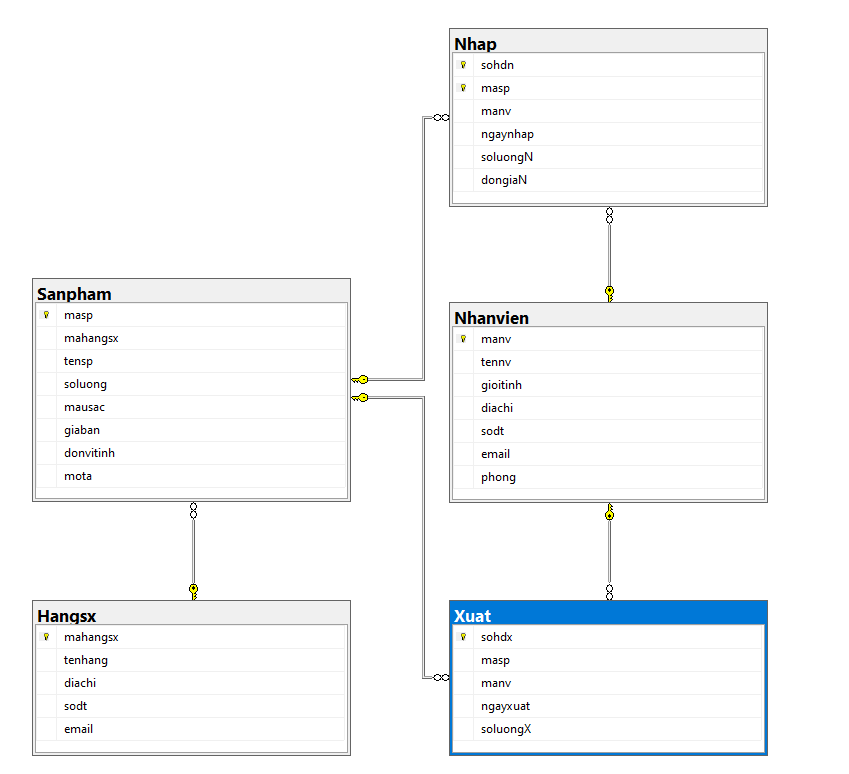 Nhap
sohdn
masp
manv
ngaynhap
soluongN
dongiaN
Sanpham
masp
mahangsx
tensp
soluong
mausac
giaban
donvitinh
mota
Nhanvien
manv
tennv
gioitinh
diachi
sodt
email
phong
Hangsx
mahangsx
tenhang
diachi
sodt
email
Xuat
sohdx
masp
manv
ngayxuat
soluongX